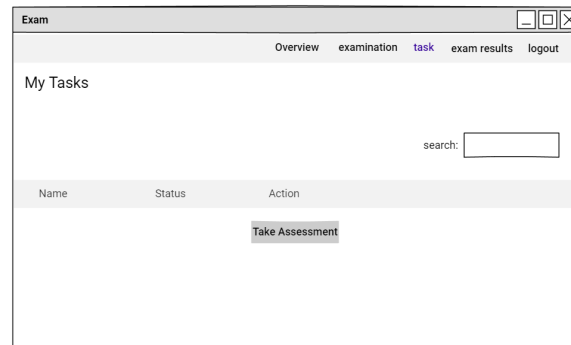 Exam
Overview examination task exam results logout
My Tasks
search:
Name Status Action
Take Assessment